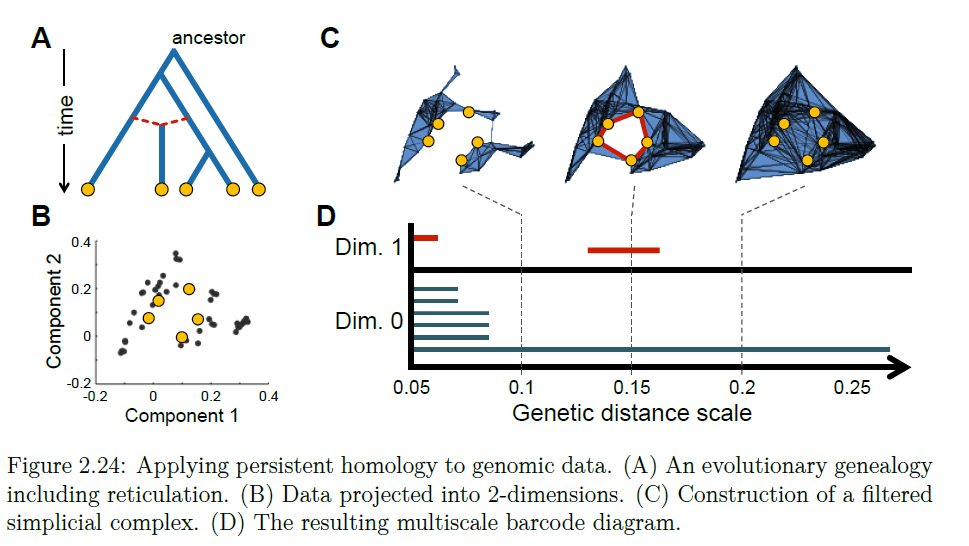 A
ancestor
time
B
Component 2
0.4
0.2
0
-0.2
-0.2 0 0.2 0.4
Component 1
C
D
Dim. 1
Dim. 0
0.05 0.1 0.15 0.2 0.25
Genetic distance scale
Figure 2.24: Applying persistent homology to genomic data. (A) An evolutionary genealogy
including reticulation. (B) Data projected into 2-dimensions. (C) Construction of a filtered
simplicial complex. (D) The resulting multiscale barcode diagram.